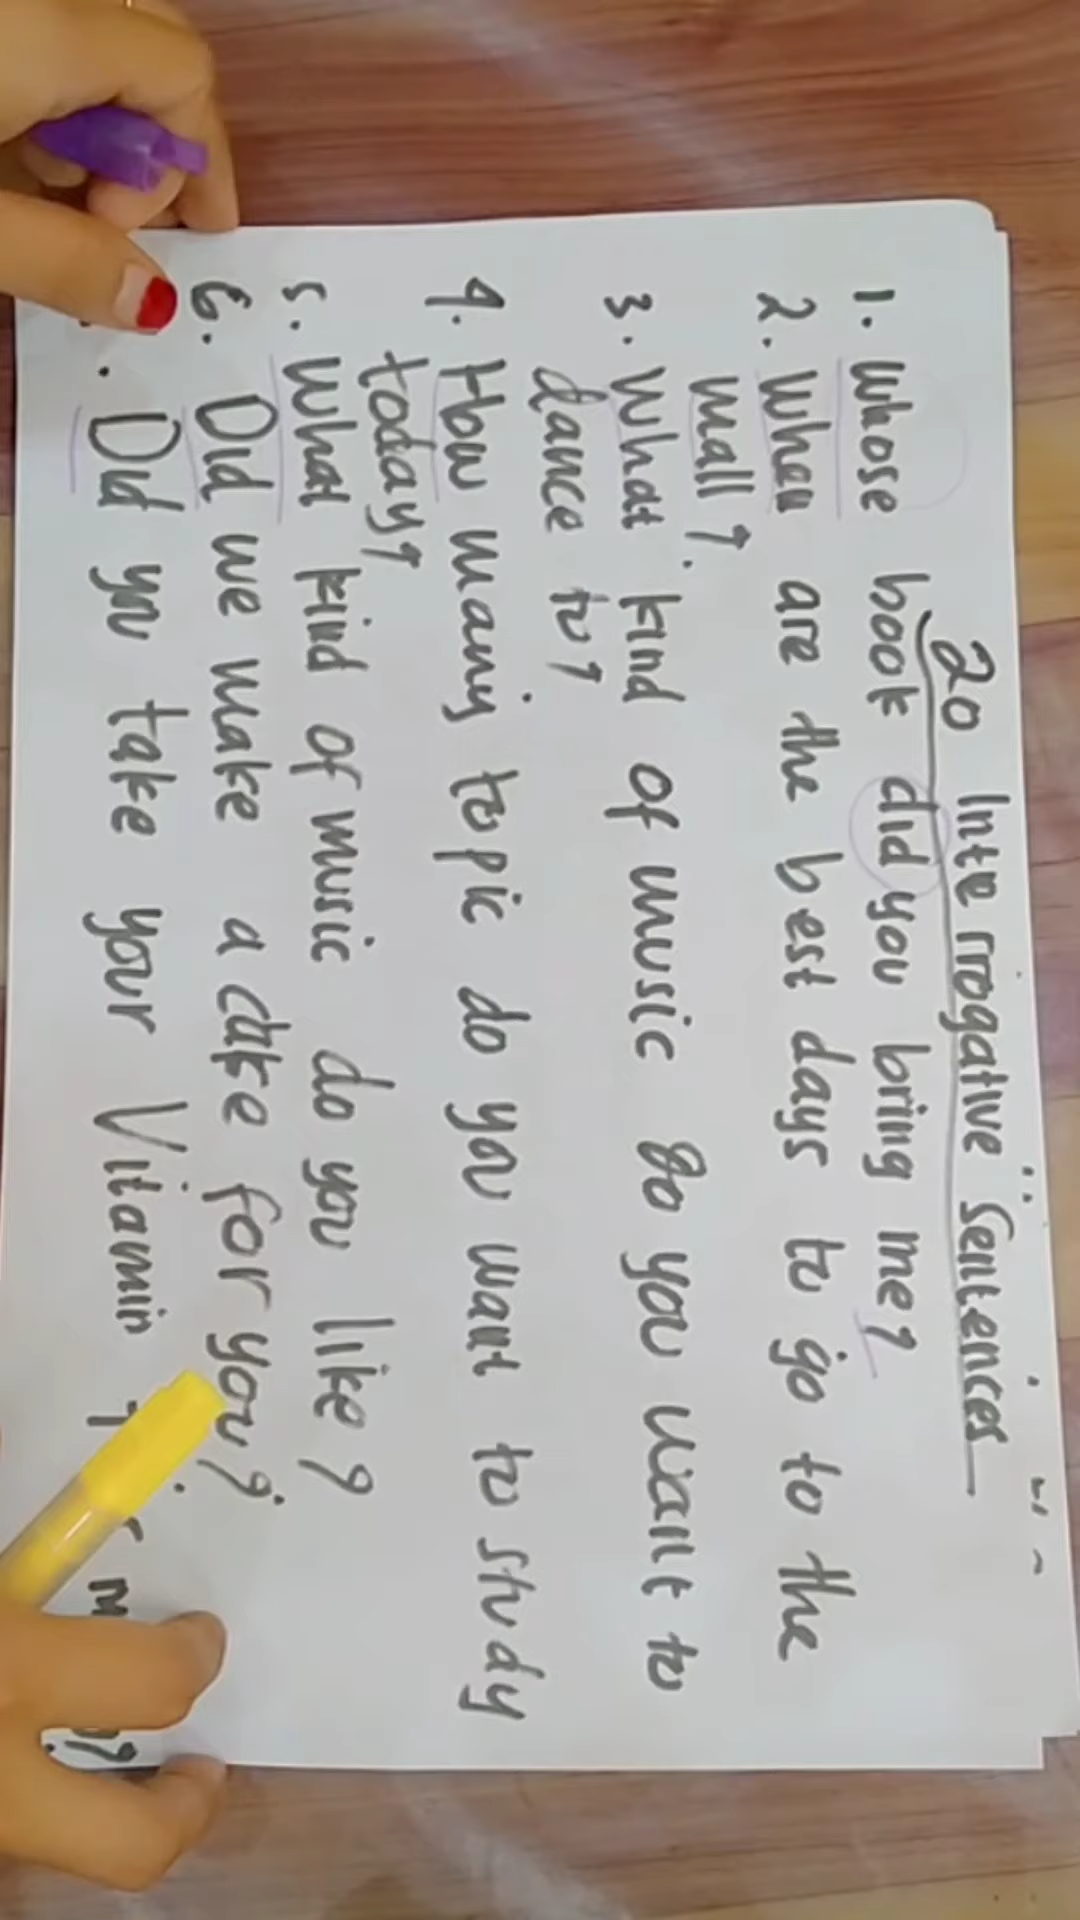 20 Interrogative Sentences
1. Whose book did you bring me?
2. When are the best days to go to the
mall?
3. What kind of music do you want to
dance to?
4. How many topic do you want to study
today?
5. What kind of music do you like?
6. Did we make a cake for you?
. Did you take your Vitamin